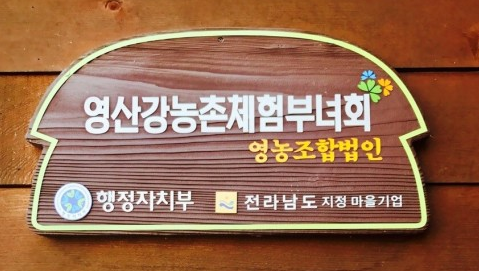 영산강농촌체험부녀회
영농조합법인
행정자치부 전라남도 지정 마을기업